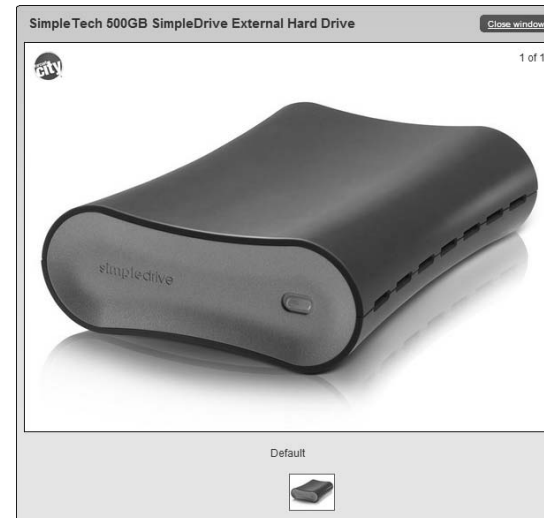 SimpleTech 500GB SimpleDrive External Hard Drive
Close window
1 of 1
city
simpledrive
Default